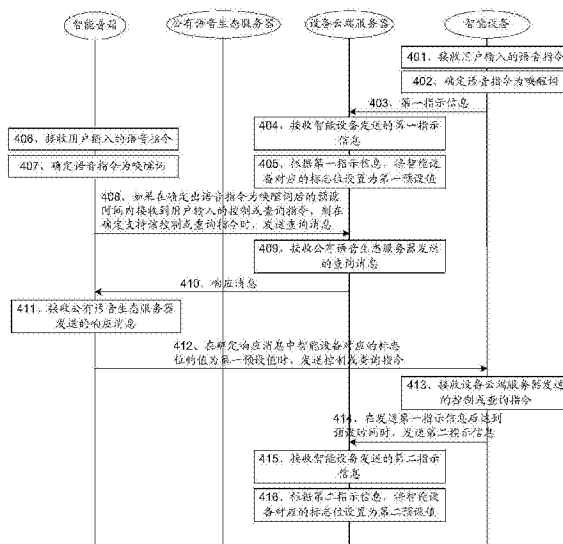 智能音箱
公有语音生态服务器
设备云端服务器
智能设备
401、接收用户输入的语音指令
402、确定语音指令为唤醒词
403、第一指示信息
404、接收智能设备发送的第一指示
信息
405、根据第一指示信息，将智能设
备对应的标志位设置为第一预设值
406、接收用户输入的语音指令
407、确定语音指令为唤醒词
408、如果在确定出语音指令为唤醒词后的预设
时间内接收到用户输入的控制或查询指令，则在
确定支持该控制或查询指令时，发送查询消息
409、接收公有语音生态服务器发送
的查询消息
410、响应消息
411、接收公有语音生态服务器
发送的响应消息
412、在确定响应消息中智能设备对应的标志
位的值为第一预设值时，发送控制或查询指令
413、接收设备云端服务器发送
的控制或查询指令
414、在发送第一指示信息后达到
预设时间时，发送第二指示信息
415、接收智能设备发送的第二指示
信息
416、根据第二指示信息，将智能设
备对应的标志位设置为第二预设值